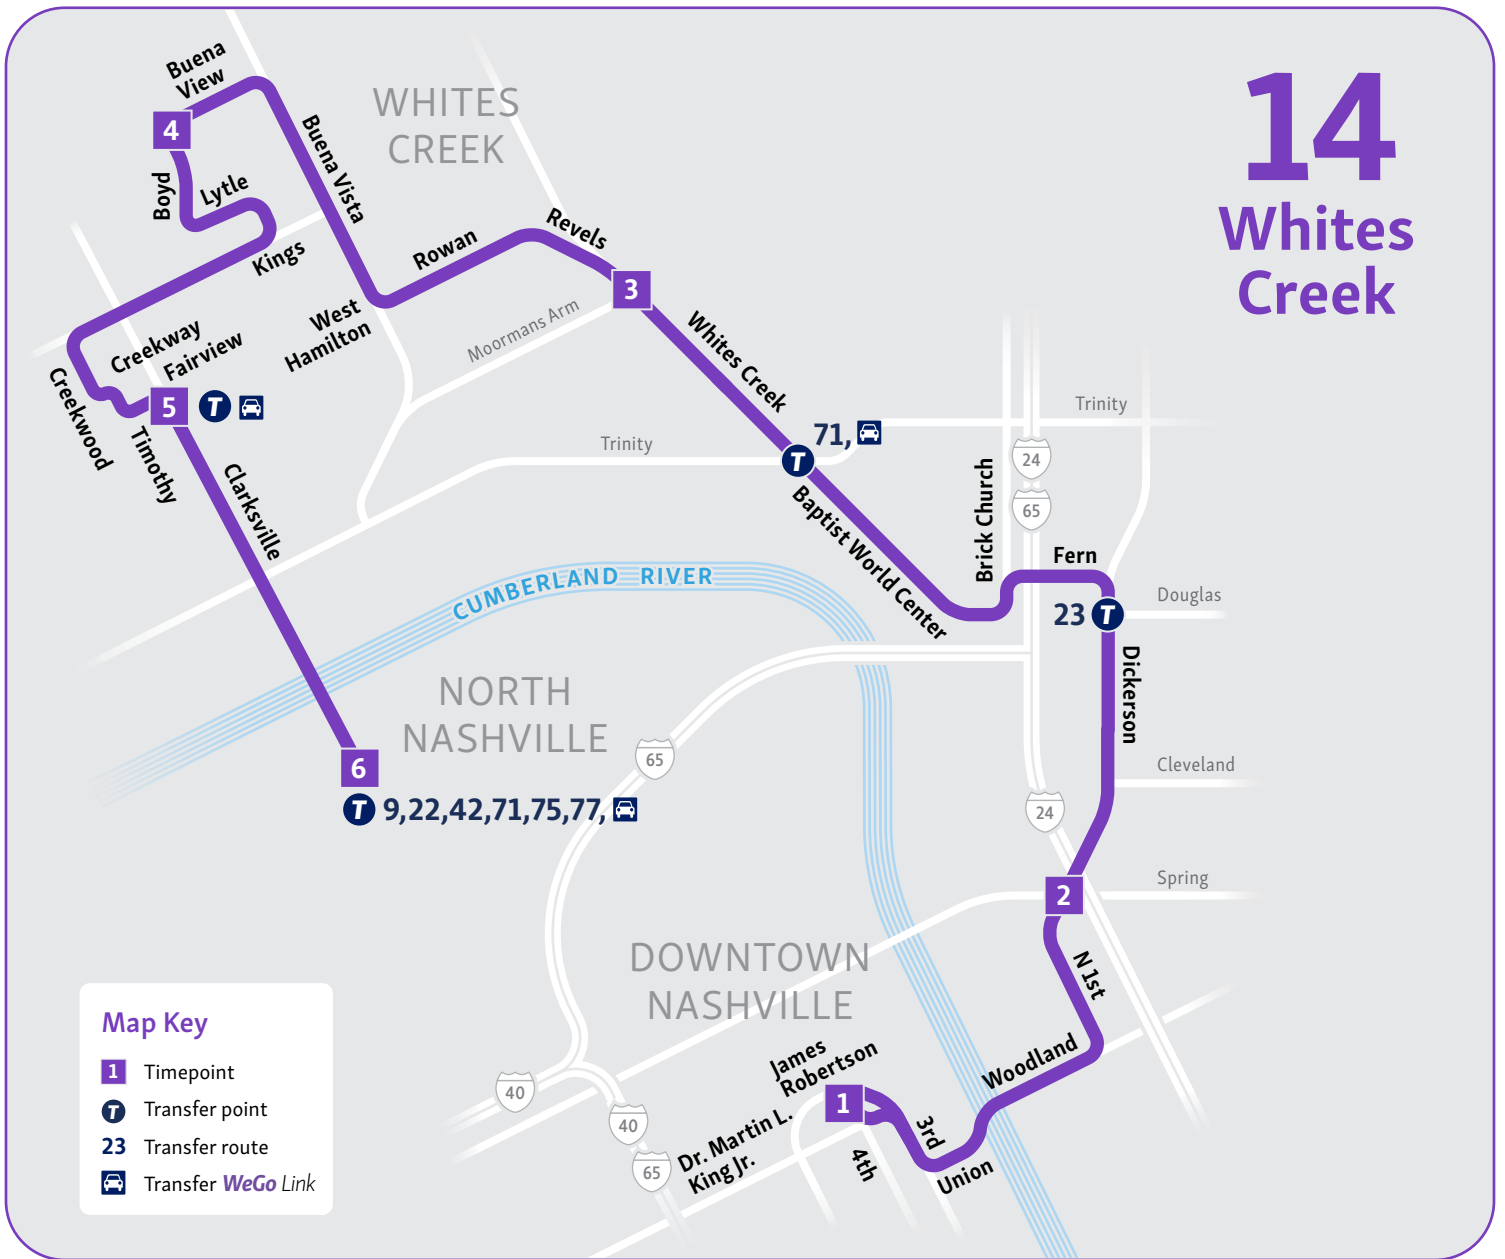 14
Whites
Creek
Buena
View
WHITES
CREEK
4
Buena Vista
Boyd
Lytle
Revels
Rowan
Kings
3
West
Hamilton
Moormans Arm
Creekway
Fairview
Whites Creek
Creekwood
5
T
Timothy
Clarksville
Trinity
71,
T
Trinity
24
65
Brick Church
Baptist World Center
Fern
23
T
Douglas
CUMBERLAND RIVER
Dickerson
NORTH
NASHVILLE
65
6
T
9,22,42,71,75,77,
Cleveland
24
Spring
2
DOWNTOWN
NASHVILLE
N 1st
Woodland
James
Robertson
1
40
40
65
Dr. Martin L.
King Jr.
3rd
4th
Union
Map Key
1 Timepoint
T Transfer point
23 Transfer route
Transfer WeGo Link